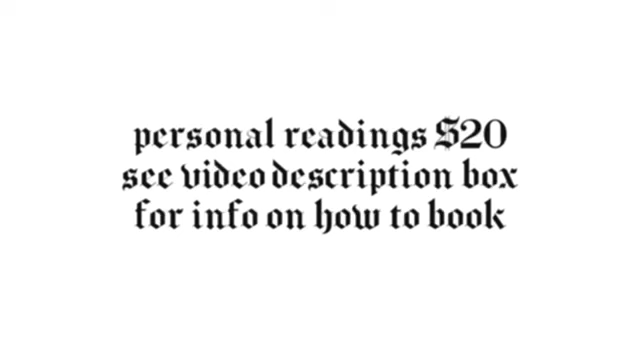 personal readings $20
see video description box
for info on how to book